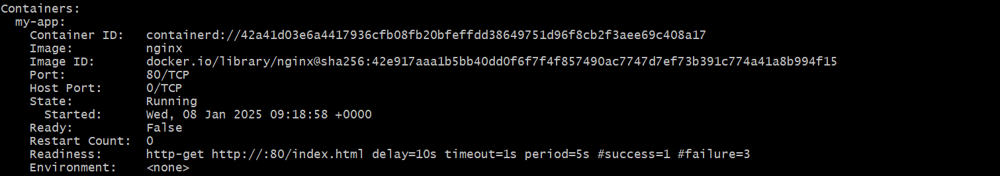 Containers:
  my-app:
    Container ID:   containerd://42a41d03e6a4417936cfb08fb20bfeffdd38649751d96f8cb2f3aee69c408a17
    Image:          nginx
    Image ID:       docker.io/library/nginx@sha256:42e917aaa1b5bb40dd0f6f7f4f857490ac7747d7ef73b391c774a41a8b994f15
    Port:           80/TCP
    Host Port:      0/TCP
    State:          Running
      Started:      Wed, 08 Jan 2025 09:18:58 +0000
    Ready:          False
    Restart Count:  0
    Readiness:      http-get http://:80/index.html delay=10s timeout=1s period=5s #success=1 #failure=3
    Environment:    <none>